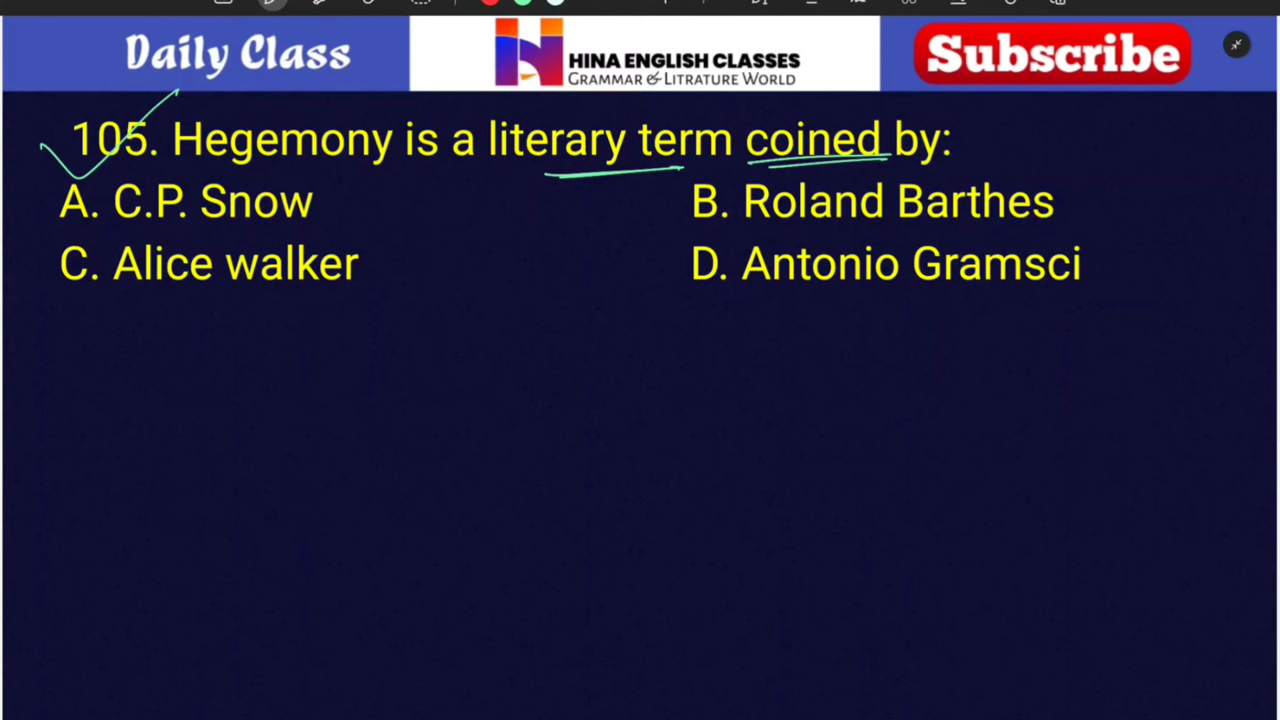 Daily Class
HINA ENGLISH CLASSES
GRAMMAR & LITRATURE WORLD
Subscribe
105. Hegemony is a literary term coined by:
A. C.P. Snow
B. Roland Barthes
C. Alice walker
D. Antonio Gramsci